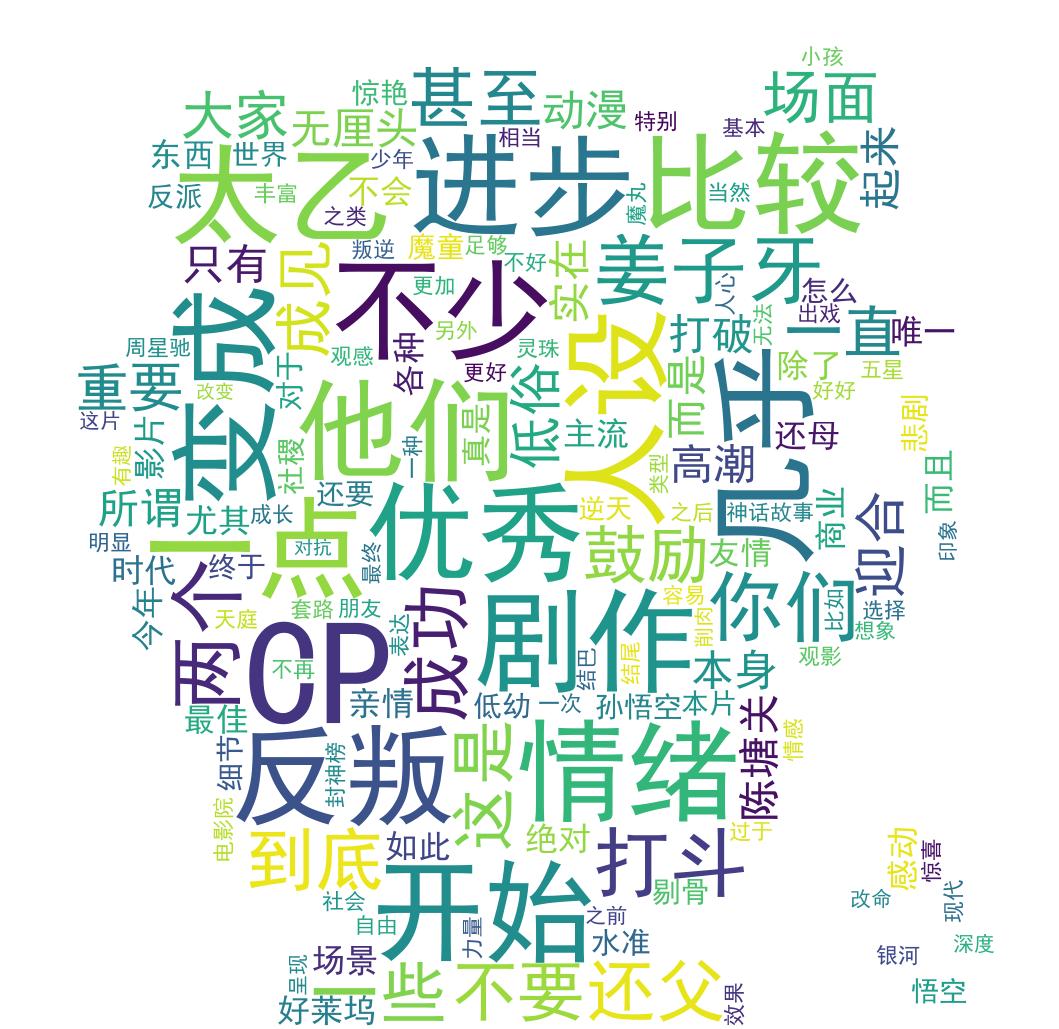 小孩
惊艳
甚至
场面
大家
无厘头
动漫
特别
基本
相当
进步
比较
起来
东西
世界
太乙
少年
反派
丰富
不会
之类
魔丸
当然
叛逆
魔童
足够
不好
只有
成见
不少
更加
实在
姜子牙
人心
怎么
出戏
无法
一直
唯一
变成
另外
打破
周星驰
观感
各种
灵珠
更好
人设
而是
除了
五星
好好
几乎
重要
改变
对于
他们
真是
低俗
主流
还母
悲剧
这片
影片
有趣
社稷
一种
类型
高潮
而且
所谓
尤其
成长
还要
优秀
逆天
之后
神话故事
商业
迎合
印象
明显
一点
对抗
最终
鼓励
友情
时代
终于
两个
容易
你们
比如
选择
想象
今年
天庭
套路
朋友
表达
成功
剧作
削肉
观影
CP
不再
结巴
结尾
本身
最佳
亲情
低幼
一次
孙悟空
本片
陈塘关
情感
细节
反叛
封神榜
这是
情绪
电影院
到底
如此
绝对
打斗
过于
感动
惊喜
剔骨
社会
开始
之前
改命
现代
自由
力量
水准
银河
深度
呈现
场景
一些
不要
还父
效果
悟空
好莱坞